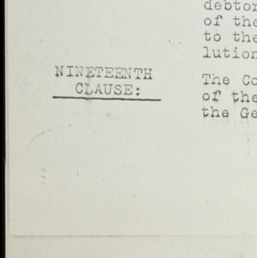 debtor
of the
to the
lution
NINETEENTH
CLAUSE:
The Co
of the
the Ge